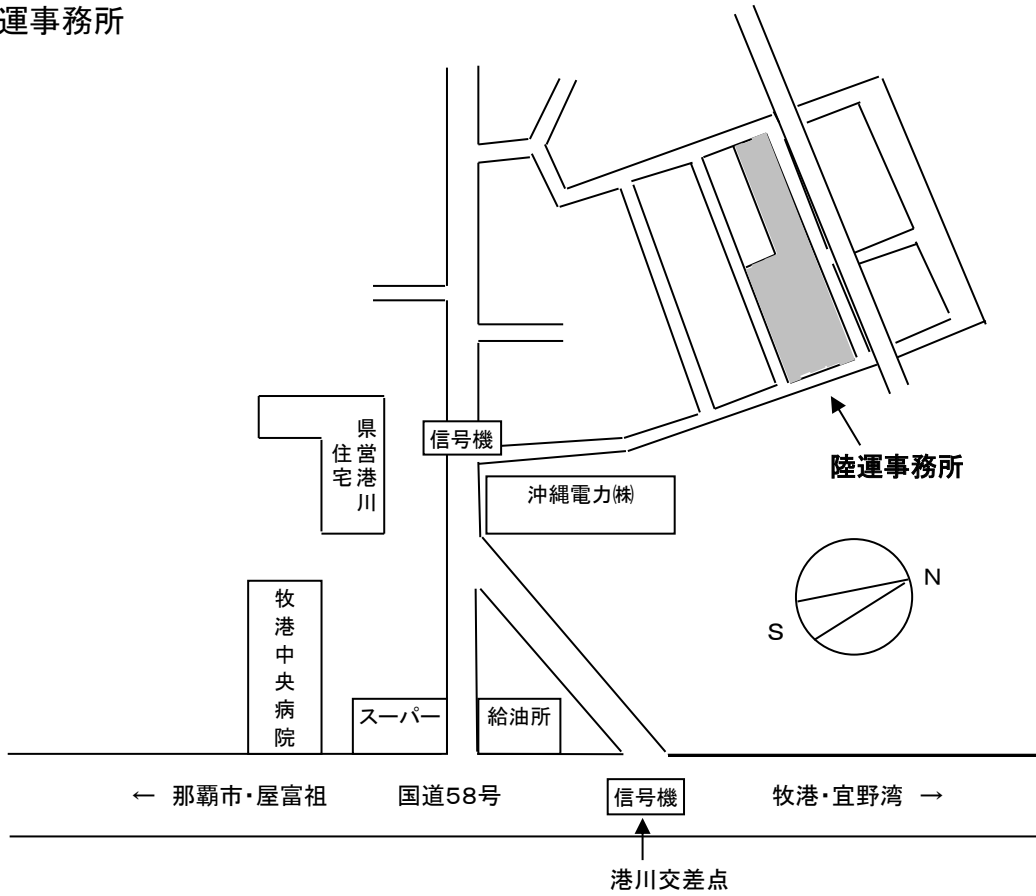 運事務所
信号機
県営港川
住宅
沖縄電力㈱
陸運事務所
N
S
牧港中央病院
スーパー
給油所
← 那覇市・屋富祖
国道58号
信号機
牧港・宜野湾 →
港川交差点